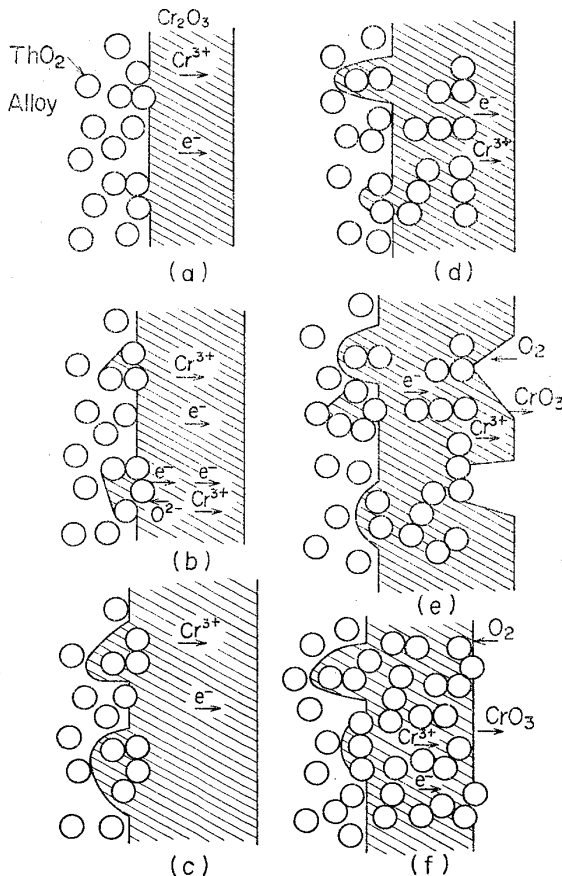 Cr₂O₃
ThO₂
Alloy
Cr³⁺
e⁻
(a)
Cr³⁺
e⁻
e⁻ e⁻
Cr³⁺
O²⁻
(b)
Cr³⁺
e⁻
(c)
e⁻
Cr³⁺
(d)
O₂
e⁻
CrO₃
Cr³⁺
(e)
O₂
CrO₃
Cr³⁺
e⁻
(f)